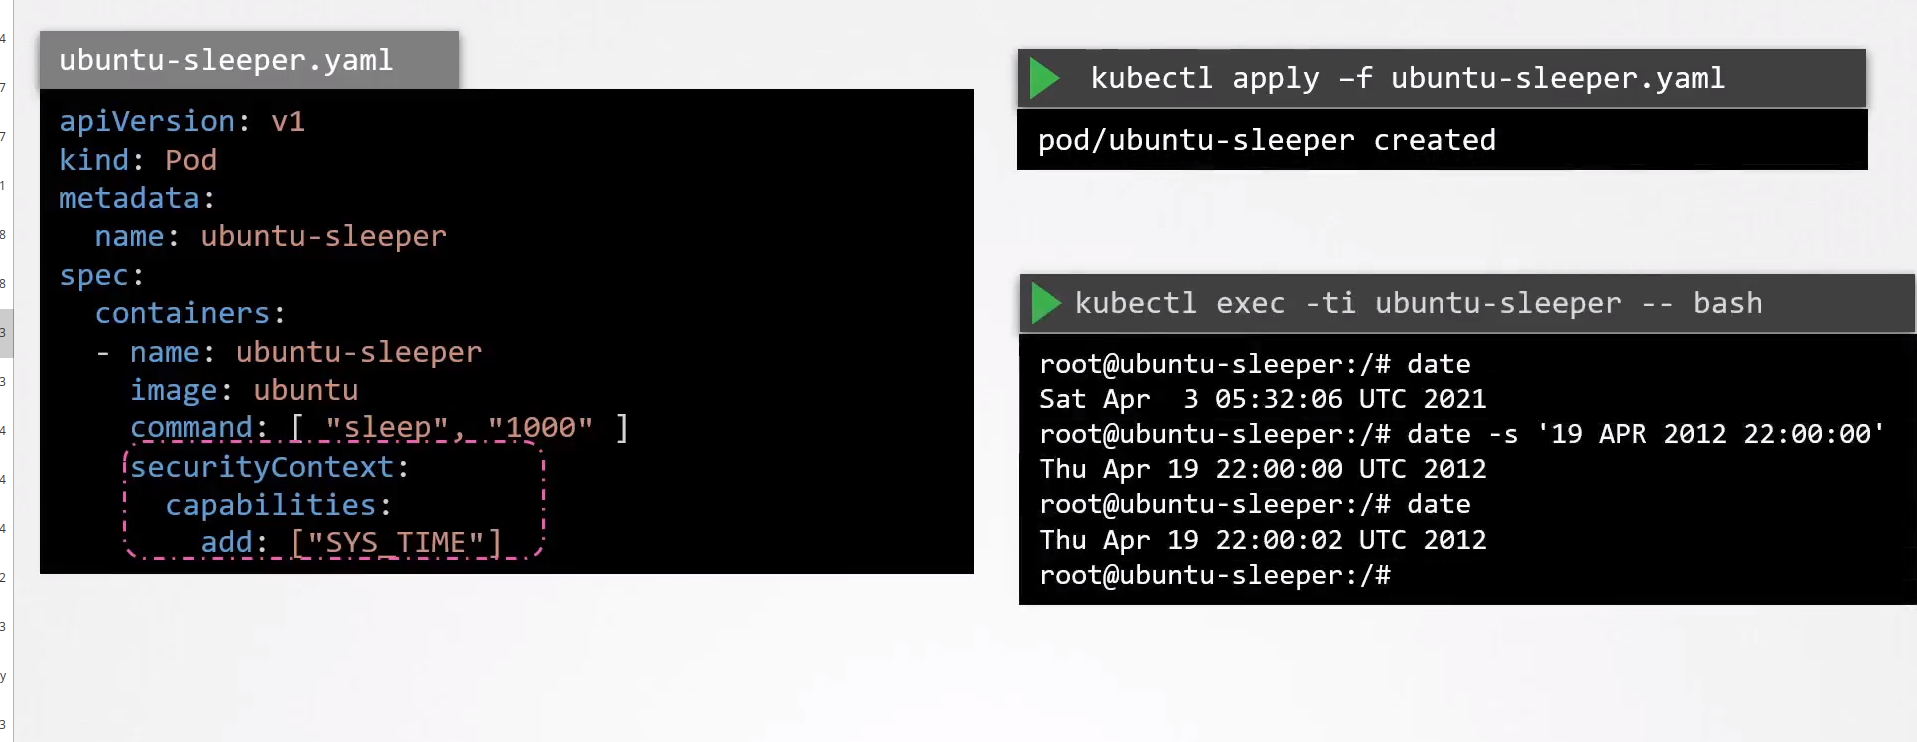 ubuntu-sleeper.yaml
apiVersion: v1
kind: Pod
metadata:
  name: ubuntu-sleeper
spec:
  containers:
  - name: ubuntu-sleeper
    image: ubuntu
    command: [ "sleep", "1000" ]
    securityContext:
      capabilities:
        add: ["SYS_TIME"]
kubectl apply –f ubuntu-sleeper.yaml
pod/ubuntu-sleeper created
kubectl exec -ti ubuntu-sleeper -- bash
root@ubuntu-sleeper:/# date
Sat Apr  3 05:32:06 UTC 2021
root@ubuntu-sleeper:/# date -s '19 APR 2012 22:00:00'
Thu Apr 19 22:00:00 UTC 2012
root@ubuntu-sleeper:/# date
Thu Apr 19 22:00:02 UTC 2012
root@ubuntu-sleeper:/#